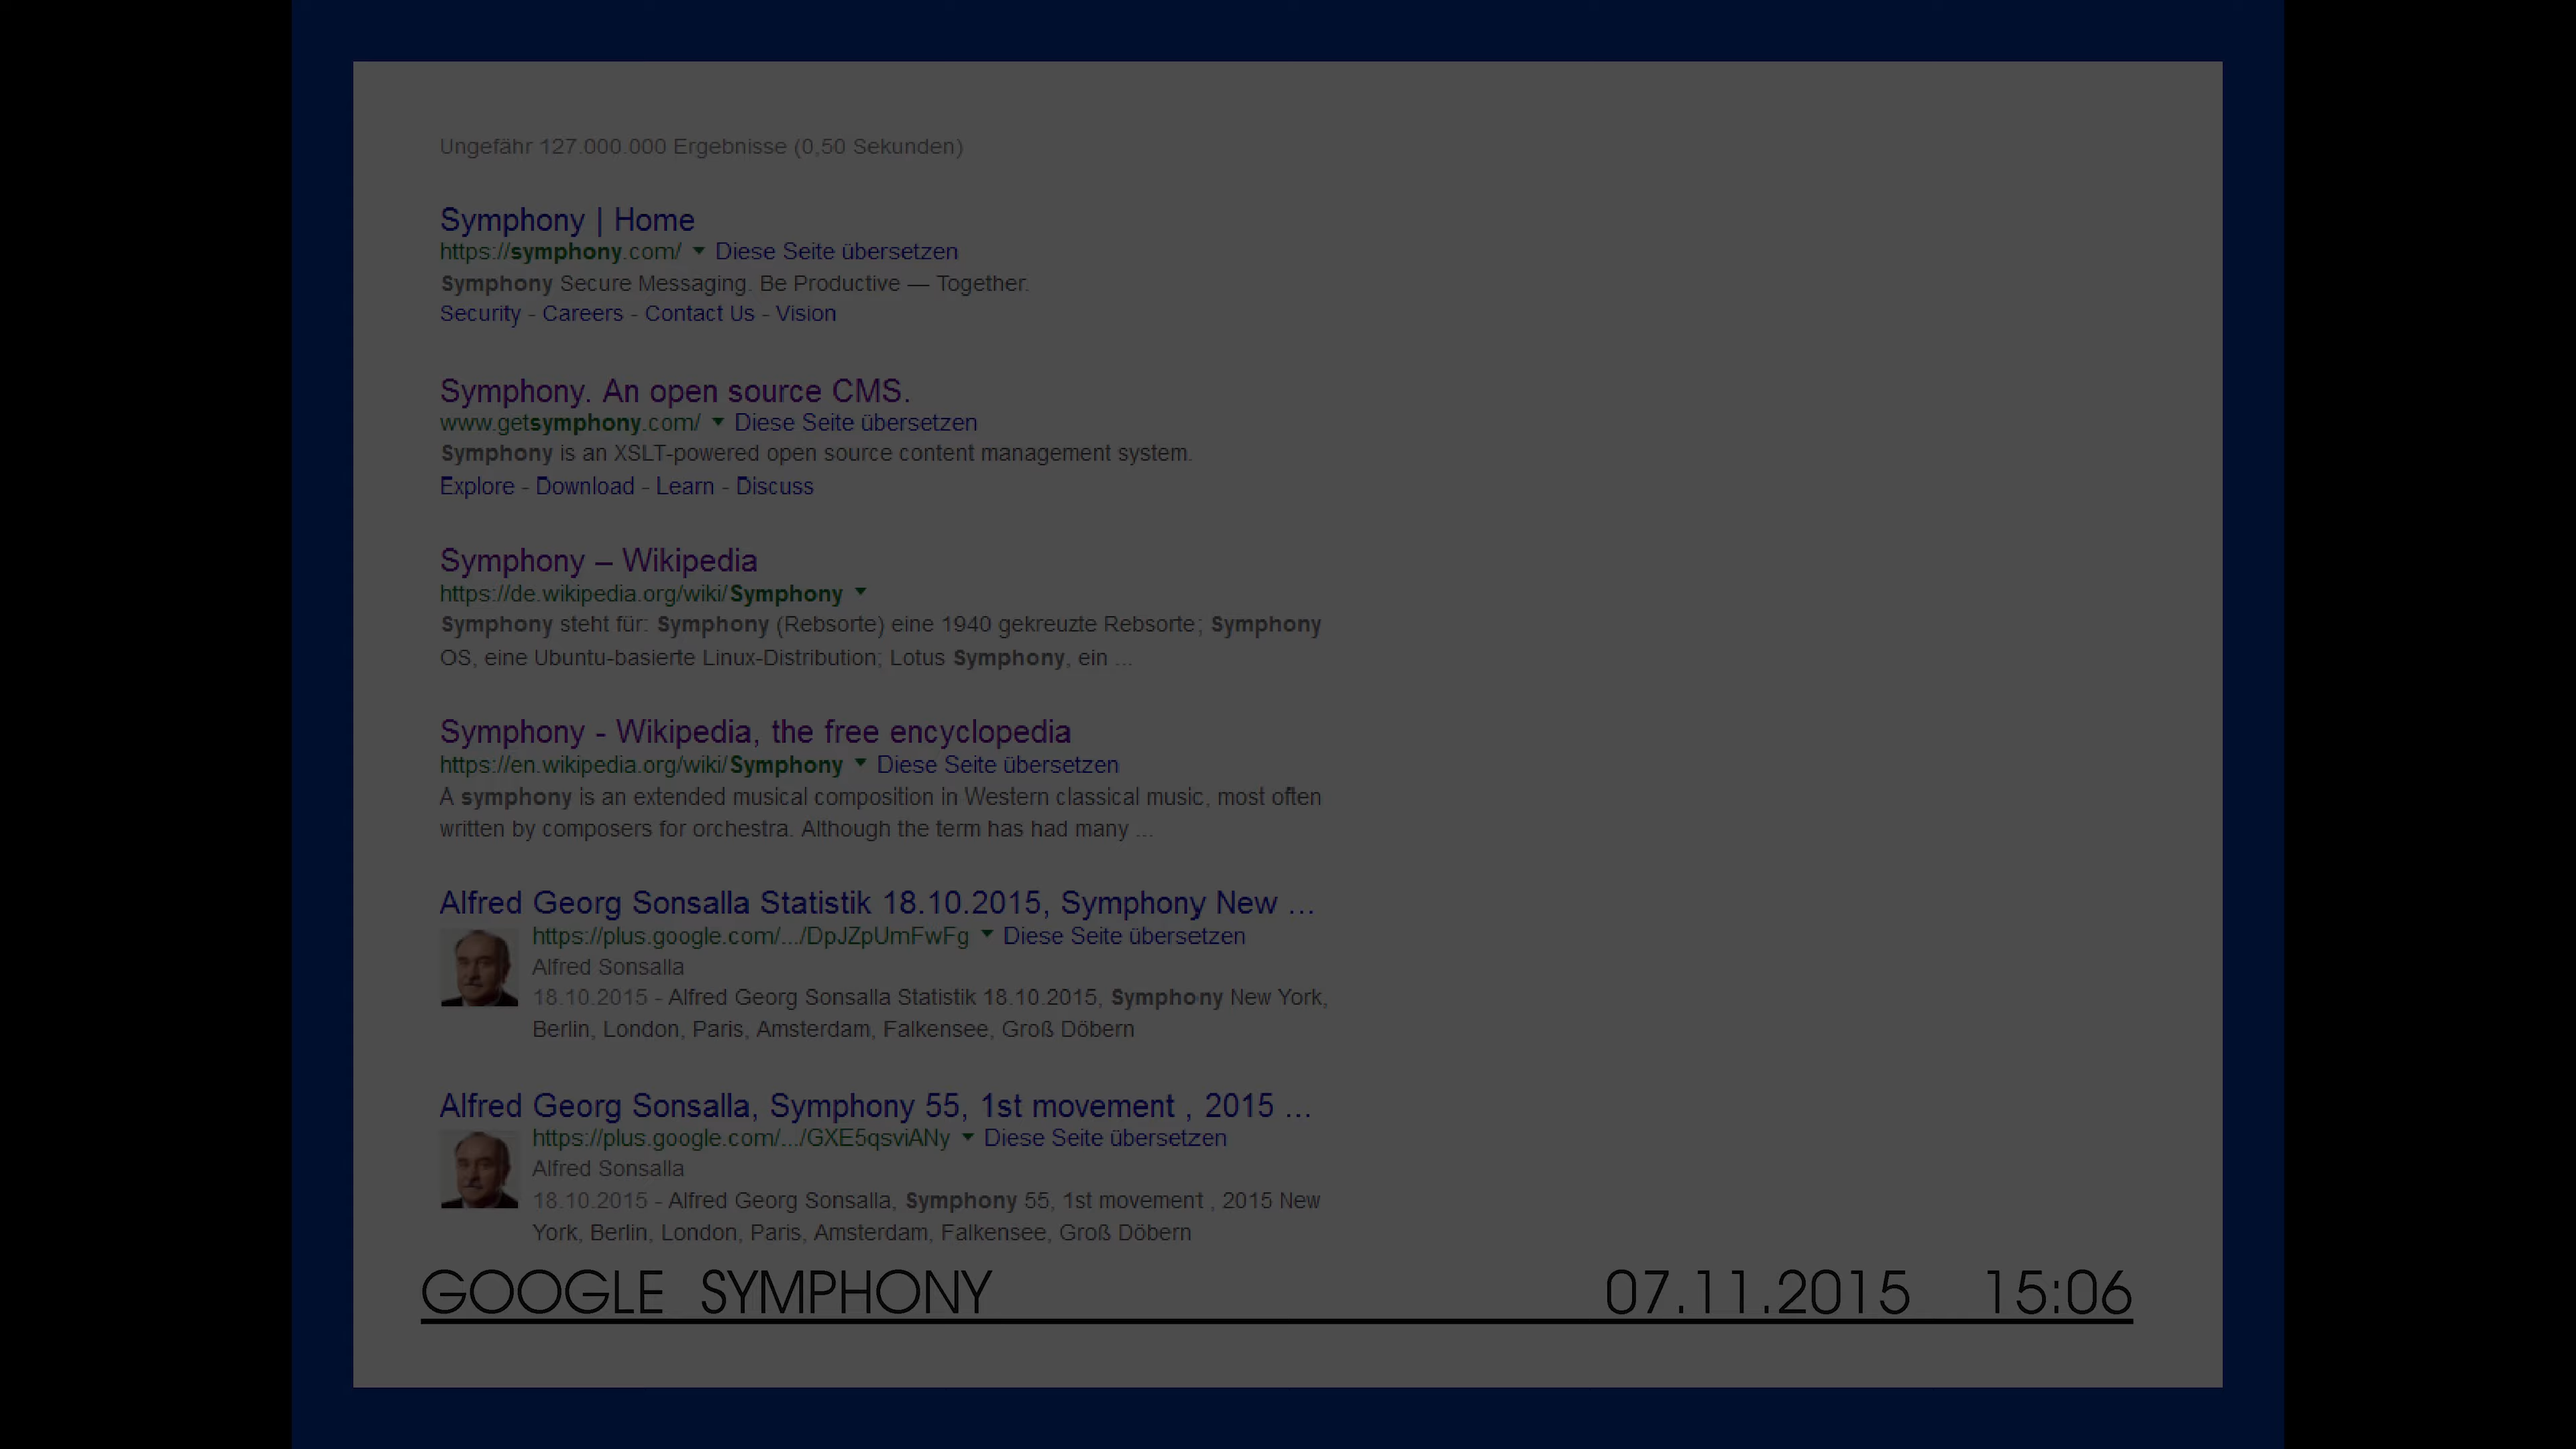 Ungefähr 127.000.000 Ergebnisse (0,50 Sekunden)
Symphony | Home
https://symphony.com/ Diese Seite übersetzen
Symphony Secure Messaging. Be Productive — Together.
Security - Careers - Contact Us - Vision
Symphony. An open source CMS.
www.getsymphony.com/ Diese Seite übersetzen
Symphony is an XSLT-powered open source content management system.
Explore - Download - Learn - Discuss
Symphony – Wikipedia
https://de.wikipedia.org/wiki/Symphony
Symphony steht für: Symphony (Rebsorte) eine 1940 gekreuzte Rebsorte; Symphony
OS, eine Ubuntu-basierte Linux-Distribution; Lotus Symphony, ein ...
Symphony - Wikipedia, the free encyclopedia
https://en.wikipedia.org/wiki/Symphony Diese Seite übersetzen
A symphony is an extended musical composition in Western classical music, most often
written by composers for orchestra. Although the term has had many ...
Alfred Georg Sonsalla Statistik 18.10.2015, Symphony New ...
https://plus.google.com/.../DpJZpUmFwFg Diese Seite übersetzen
Alfred Sonsalla
18.10.2015 - Alfred Georg Sonsalla Statistik 18.10.2015, Symphony New York,
Berlin, London, Paris, Amsterdam, Falkensee, Groß Döbern
Alfred Georg Sonsalla, Symphony 55, 1st movement , 2015 ...
https://plus.google.com/.../GXE5qsviANy Diese Seite übersetzen
Alfred Sonsalla
18.10.2015 - Alfred Georg Sonsalla, Symphony 55, 1st movement , 2015 New
York, Berlin, London, Paris, Amsterdam, Falkensee, Groß Döbern
GOOGLE SYMPHONY 07.11.2015 15:06